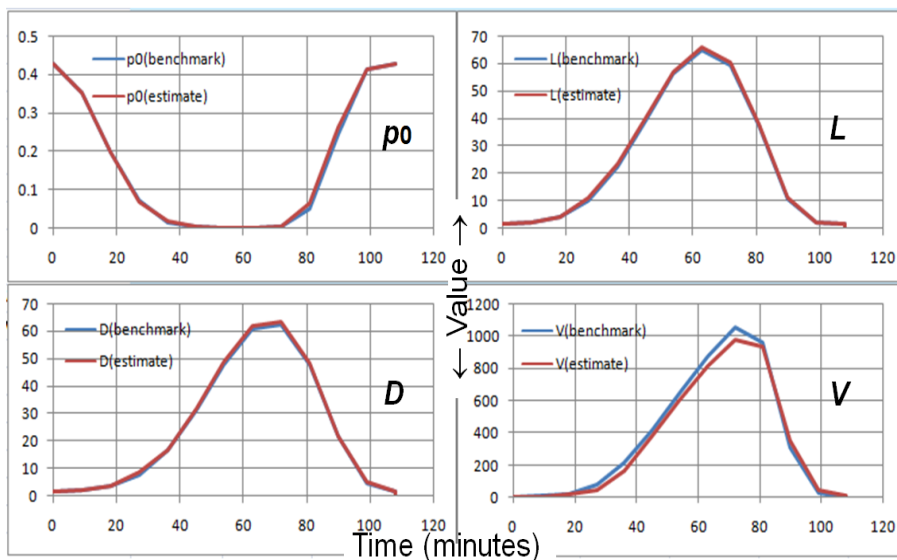 0.5
0.4
0.3
0.2
0.1
0
0 20 40 60 80 100 120
p0(benchmark)
p0(estimate)
p0
70
60
50
40
30
20
10
0
0 20 40 60 80 100 120
L(benchmark)
L(estimate)
L
← Value →
70
60
50
40
30
20
10
0
0 20 40 60 80 100 120
D(benchmark)
D(estimate)
D
1200
1000
800
600
400
200
0
0 20 40 60 80 100 120
V(benchmark)
V(estimate)
V
Time (minutes)